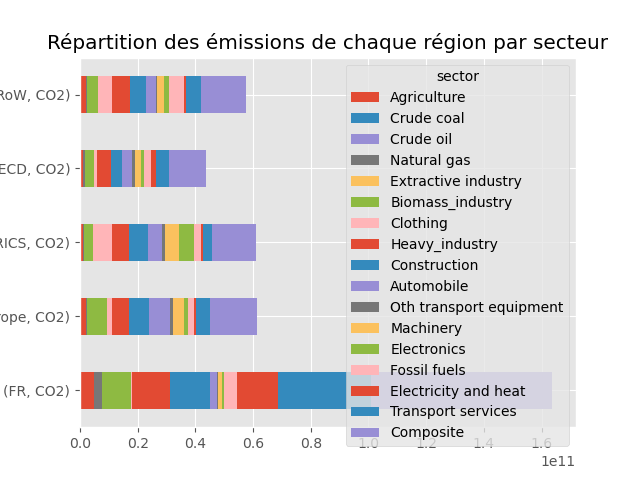 Répartition des émissions de chaque région par secteur
RoW, CO2)
ECD, CO2)
RICS, CO2)
rope, CO2)
(FR, CO2)
sector
Agriculture
Crude coal
Crude oil
Natural gas
Extractive industry
Biomass_industry
Clothing
Heavy_industry
Construction
Automobile
Oth transport equipment
Machinery
Electronics
Fossil fuels
Electricity and heat
Transport services
Composite
0.0 0.2 0.4 0.6 0.8 1.0 1.2 1.4 1.6
1e11